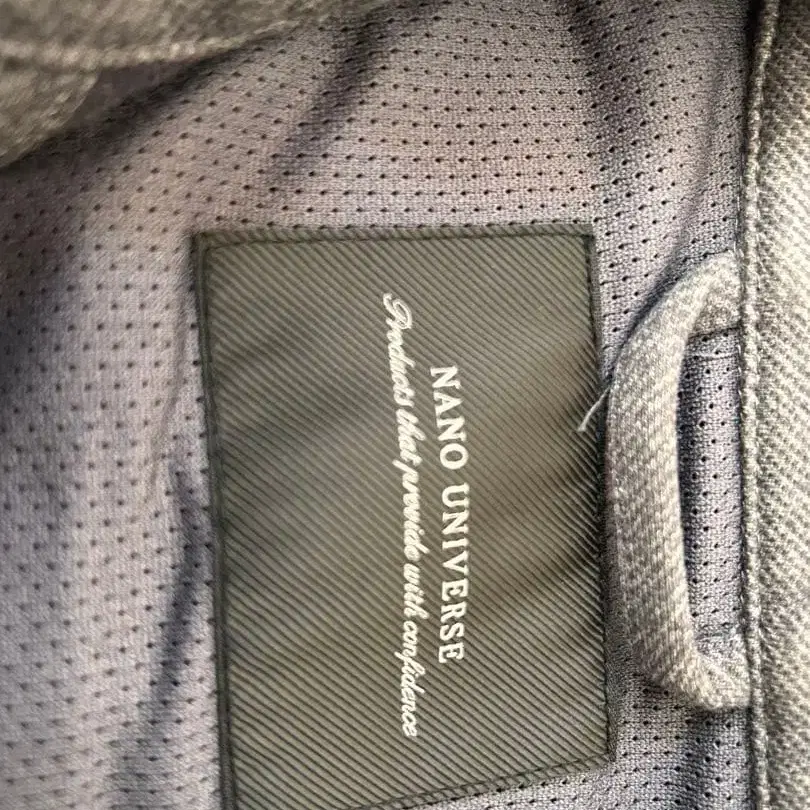 NANO UNIVERSE
Products that provide with confidence